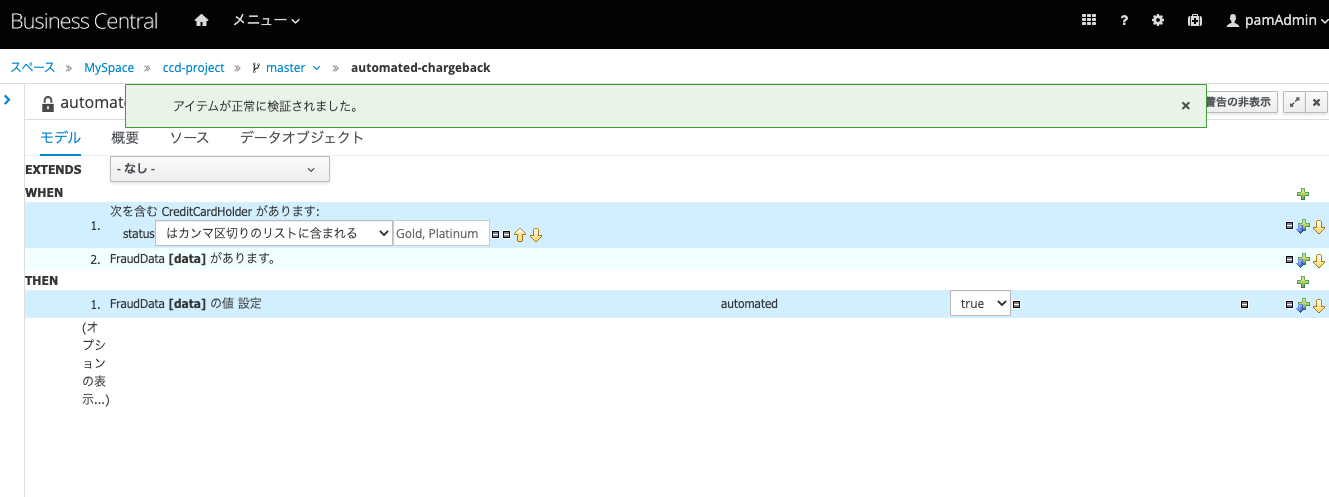 Business Central メニュー ? pamAdmin
スペース » MySpace » ccd-project » master » automated-chargeback
アイテムが正常に検証されました。
警告の非表示
モデル 概要 ソース データオブジェクト
EXTENDS - なし -
WHEN
1. 次を含む CreditCardHolder があります:
status はカンマ区切りのリストに含まれる Gold, Platinum
2. FraudData [data] があります。
THEN
1. FraudData [data] の値 設定 automated true
(オ
プシ
ョン
の表
示...)